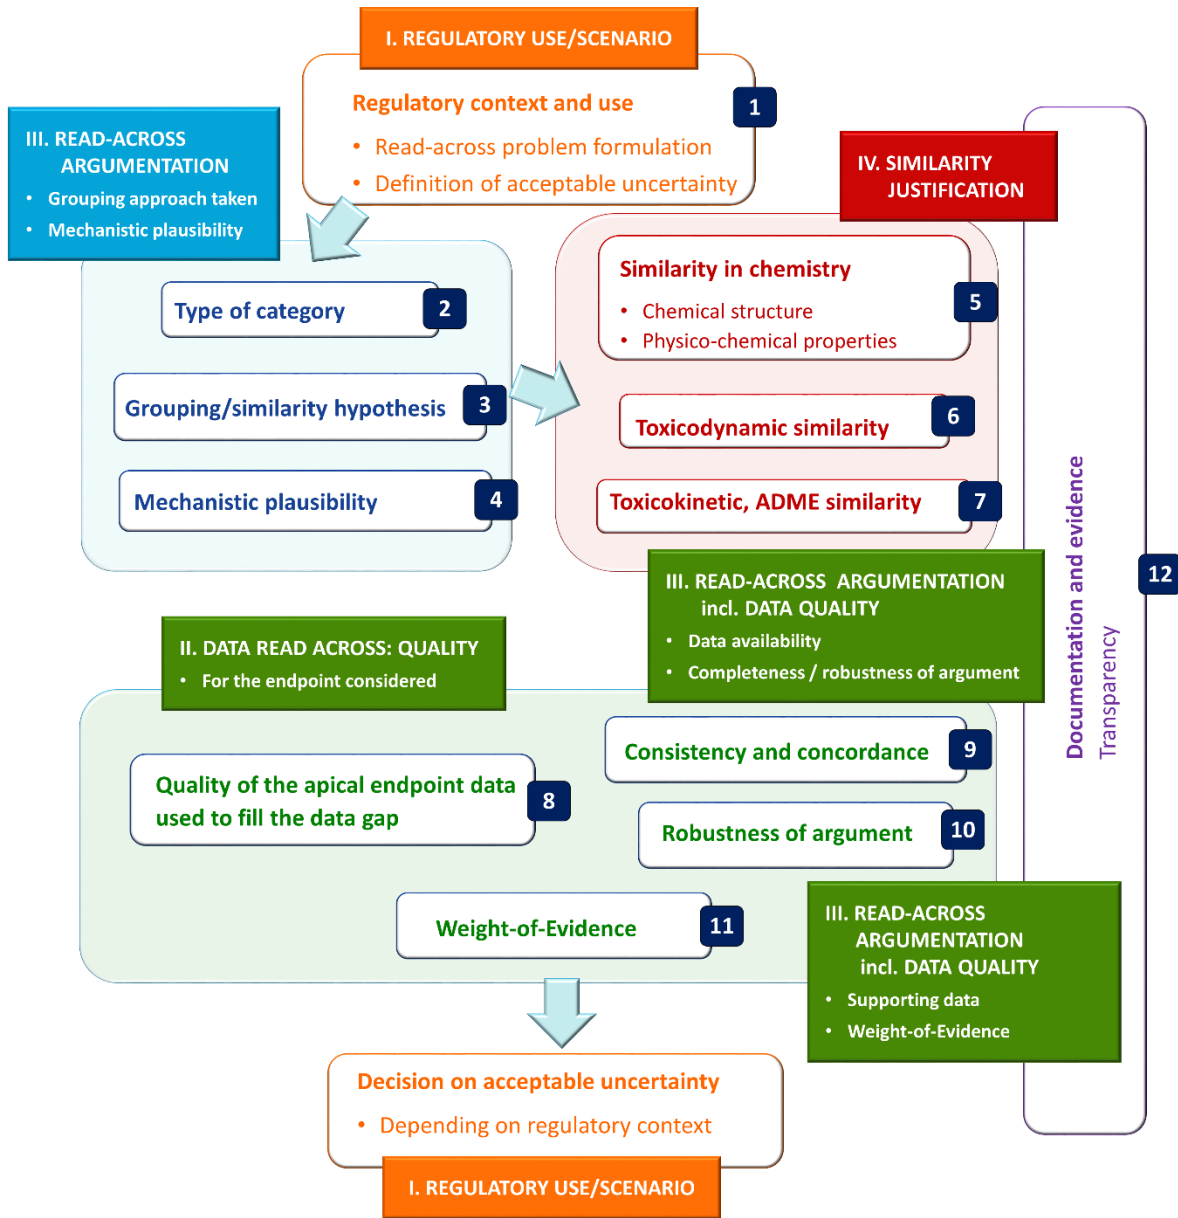 I. REGULATORY USE/SCENARIO
Regulatory context and use
1
• Read-across problem formulation
• Definition of acceptable uncertainty
III. READ-ACROSS
ARGUMENTATION
• Grouping approach taken
• Mechanistic plausibility
Type of category
2
Grouping/similarity hypothesis
3
Mechanistic plausibility
4
IV. SIMILARITY
JUSTIFICATION
Similarity in chemistry
5
• Chemical structure
• Physico-chemical properties
Toxicodynamic similarity
6
Toxicokinetic, ADME similarity
7
III. READ-ACROSS ARGUMENTATION
incl. DATA QUALITY
• Data availability
• Completeness / robustness of argument
II. DATA READ ACROSS: QUALITY
• For the endpoint considered
Quality of the apical endpoint data
used to fill the data gap
8
Consistency and concordance
9
Robustness of argument
10
Weight-of-Evidence
11
III. READ-ACROSS
ARGUMENTATION
incl. DATA QUALITY
• Supporting data
• Weight-of-Evidence
Documentation and evidence
Transparency
12
Decision on acceptable uncertainty
• Depending on regulatory context
I. REGULATORY USE/SCENARIO